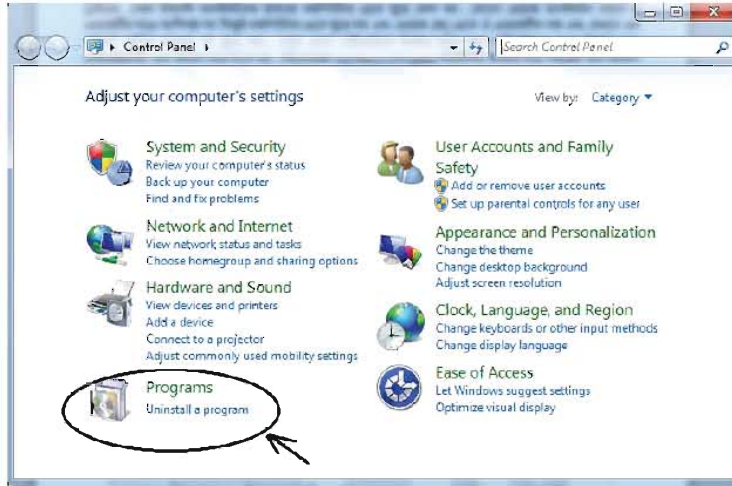 Control Panel
Search Control Panel
Adjust your computer's settings
View by: Category
System and Security
Review your computer's status
Back up your computer
Find and fix problems
Network and Internet
View network status and tasks
Choose homegroup and sharing options
Hardware and Sound
View devices and printers
Add a device
Connect to a projector
Adjust commonly used mobility settings
Programs
Uninstall a program
User Accounts and Family
Safety
Add or remove user accounts
Set up parental controls for any user
Appearance and Personalization
Change the theme
Change desktop background
Adjust screen resolution
Clock, Language, and Region
Change keyboards or other input methods
Change display language
Ease of Access
Let Windows suggest settings
Optimize visual display